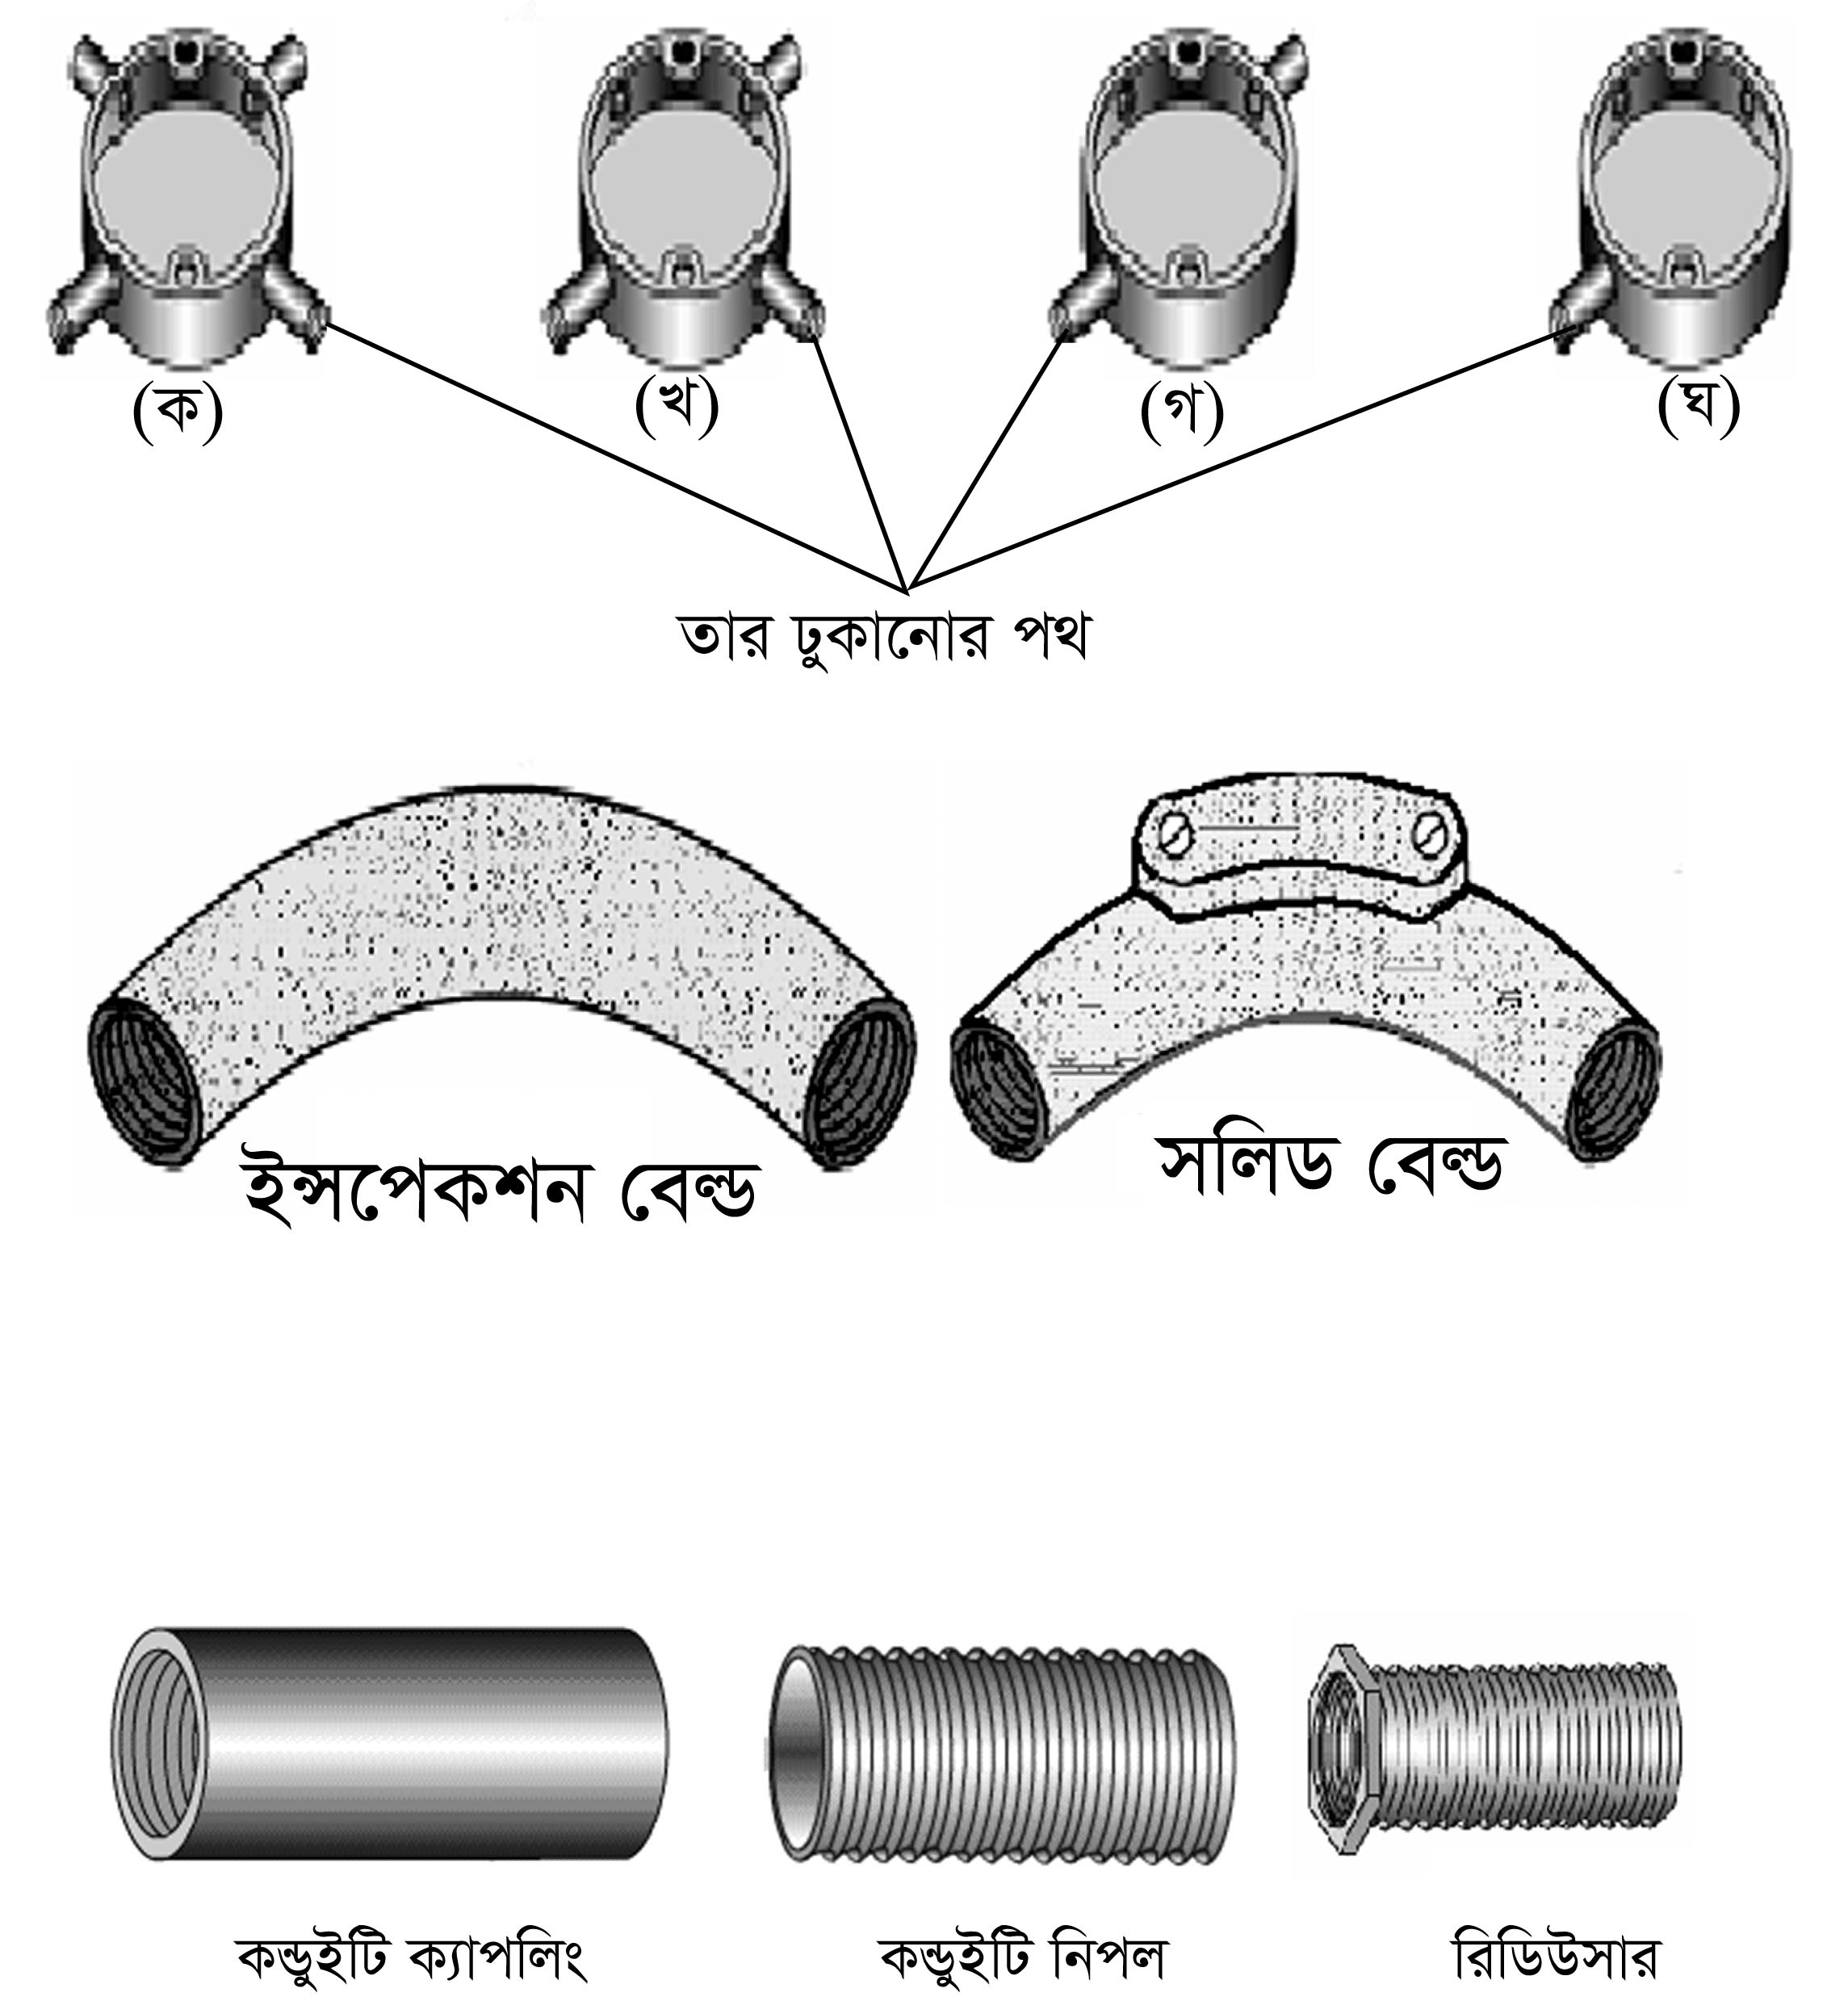 (ক) (খ) (গ) (ঘ)
তার ঢুকানোর পথ
ইন্সপেকশন বেল্ড সলিড বেল্ড
কন্ডুইটি ক্যাপলিং কন্ডুইটি নিপল রিডিউসার